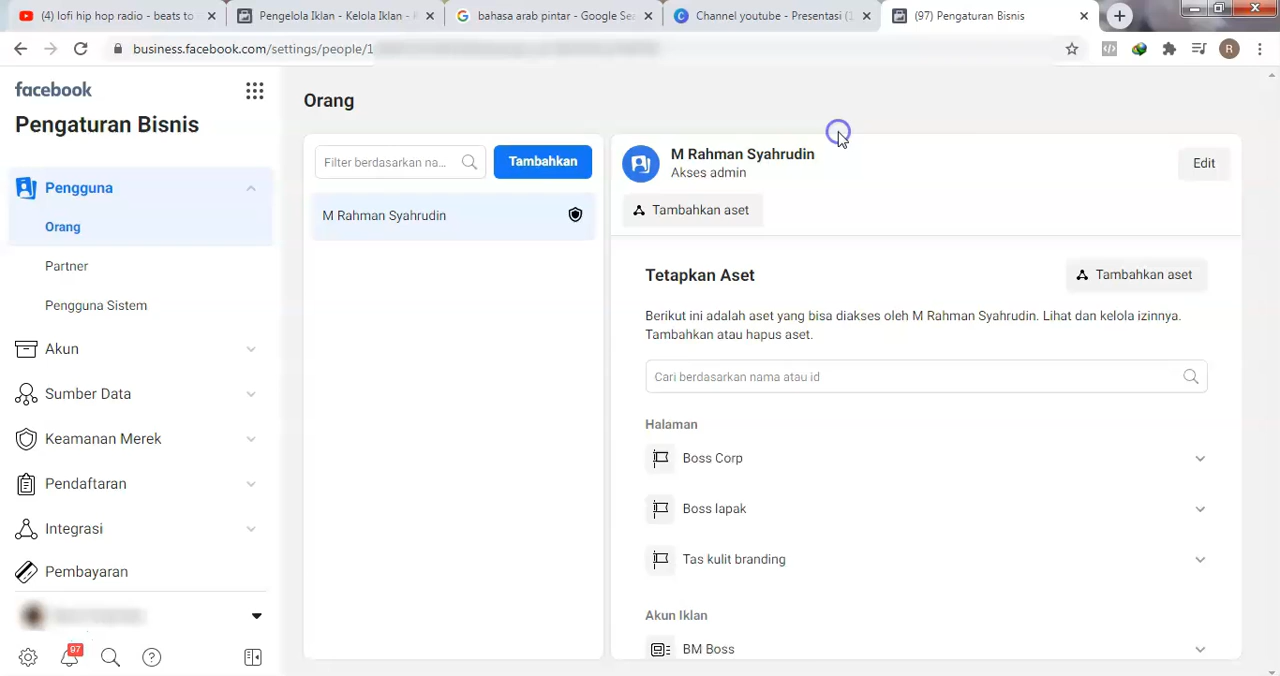 (4) lofi hip hop radio - beats to
Pengelola Iklan - Kelola Iklan -
bahasa arab pintar - Google Se
Channel youtube - Presentasi (1
(97) Pengaturan Bisnis
business.facebook.com/settings/people/1
R
facebook
Pengaturan Bisnis
Pengguna
Orang
Partner
Pengguna Sistem
Akun
Sumber Data
Keamanan Merek
Pendaftaran
Integrasi
Pembayaran
97
Orang
Filter berdasarkan na...
Tambahkan
M Rahman Syahrudin
M Rahman Syahrudin
Akses admin
Edit
Tambahkan aset
Tetapkan Aset
Tambahkan aset
Berikut ini adalah aset yang bisa diakses oleh M Rahman Syahrudin. Lihat dan kelola izinnya.
Tambahkan atau hapus aset.
Cari berdasarkan nama atau id
Halaman
Boss Corp
Boss lapak
Tas kulit branding
Akun Iklan
BM Boss